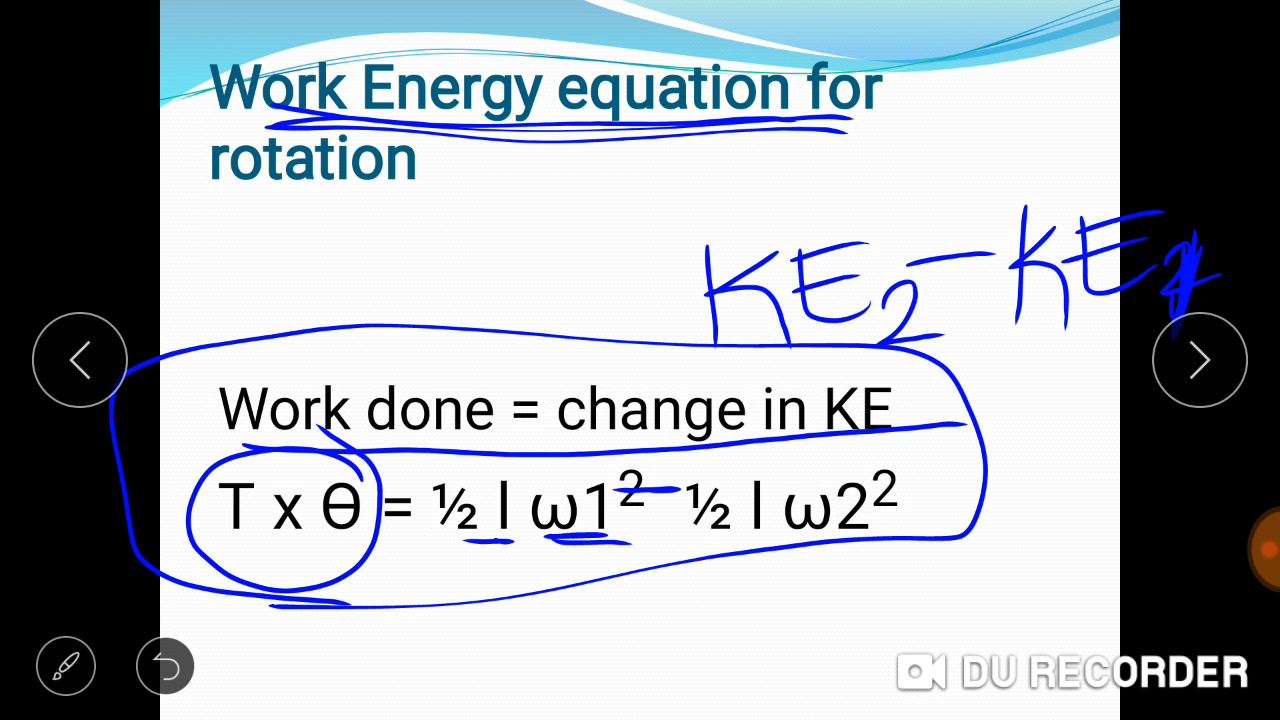 Work Energy equation for
rotation
KE2 – KE1
Work done = change in KE
T x Ө = ½ I ω1² – ½ I ω2²
DU RECORDER